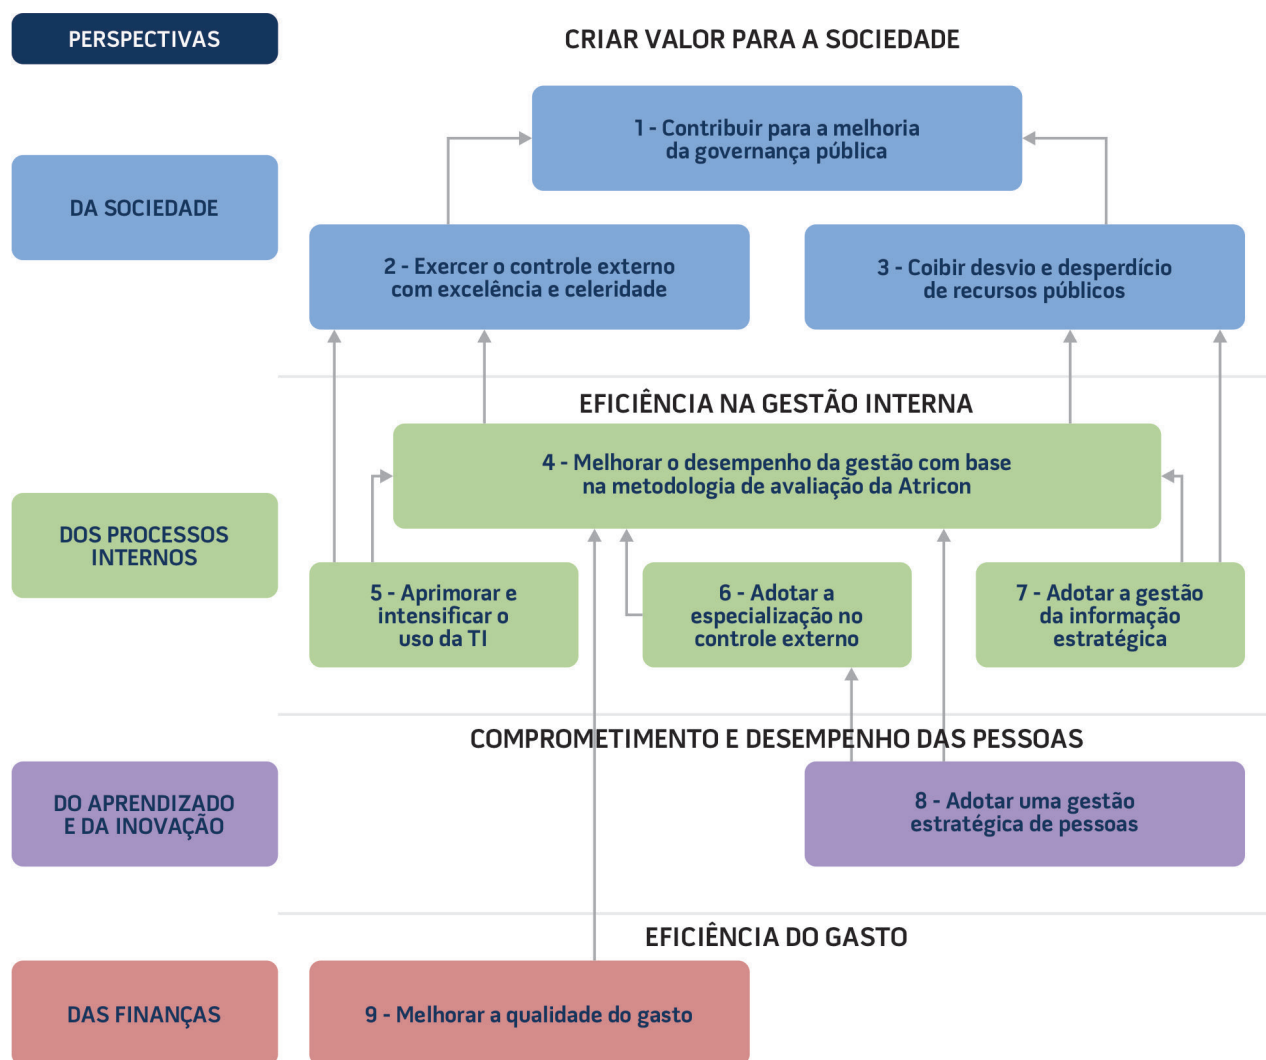 PERSPECTIVAS
CRIAR VALOR PARA A SOCIEDADE
1 - Contribuir para a melhoria
da governança pública
DA SOCIEDADE
2 - Exercer o controle externo
com excelência e celeridade
3 - Coibir desvio e desperdício
de recursos públicos
EFICIÊNCIA NA GESTÃO INTERNA
4 - Melhorar o desempenho da gestão com base
na metodologia de avaliação da Atricon
DOS PROCESSOS
INTERNOS
5 - Aprimorar e
intensificar o
uso da TI
6 - Adotar a
especialização no
controle externo
7 - Adotar a gestão
da informação
estratégica
COMPROMETIMENTO E DESEMPENHO DAS PESSOAS
DO APRENDIZADO
E DA INOVAÇÃO
8 - Adotar uma gestão
estratégica de pessoas
EFICIÊNCIA DO GASTO
DAS FINANÇAS
9 - Melhorar a qualidade do gasto